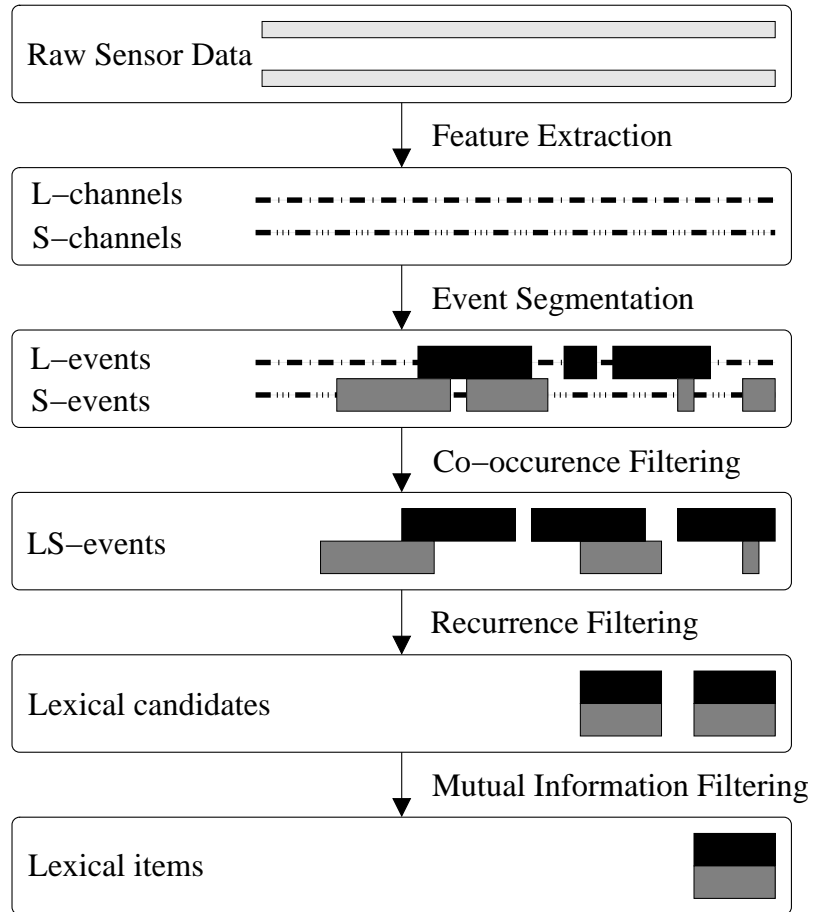 Raw Sensor Data
Feature Extraction
L−channels
S−channels
Event Segmentation
L−events
S−events
Co−occurence Filtering
LS−events
Recurrence Filtering
Lexical candidates
Mutual Information Filtering
Lexical items